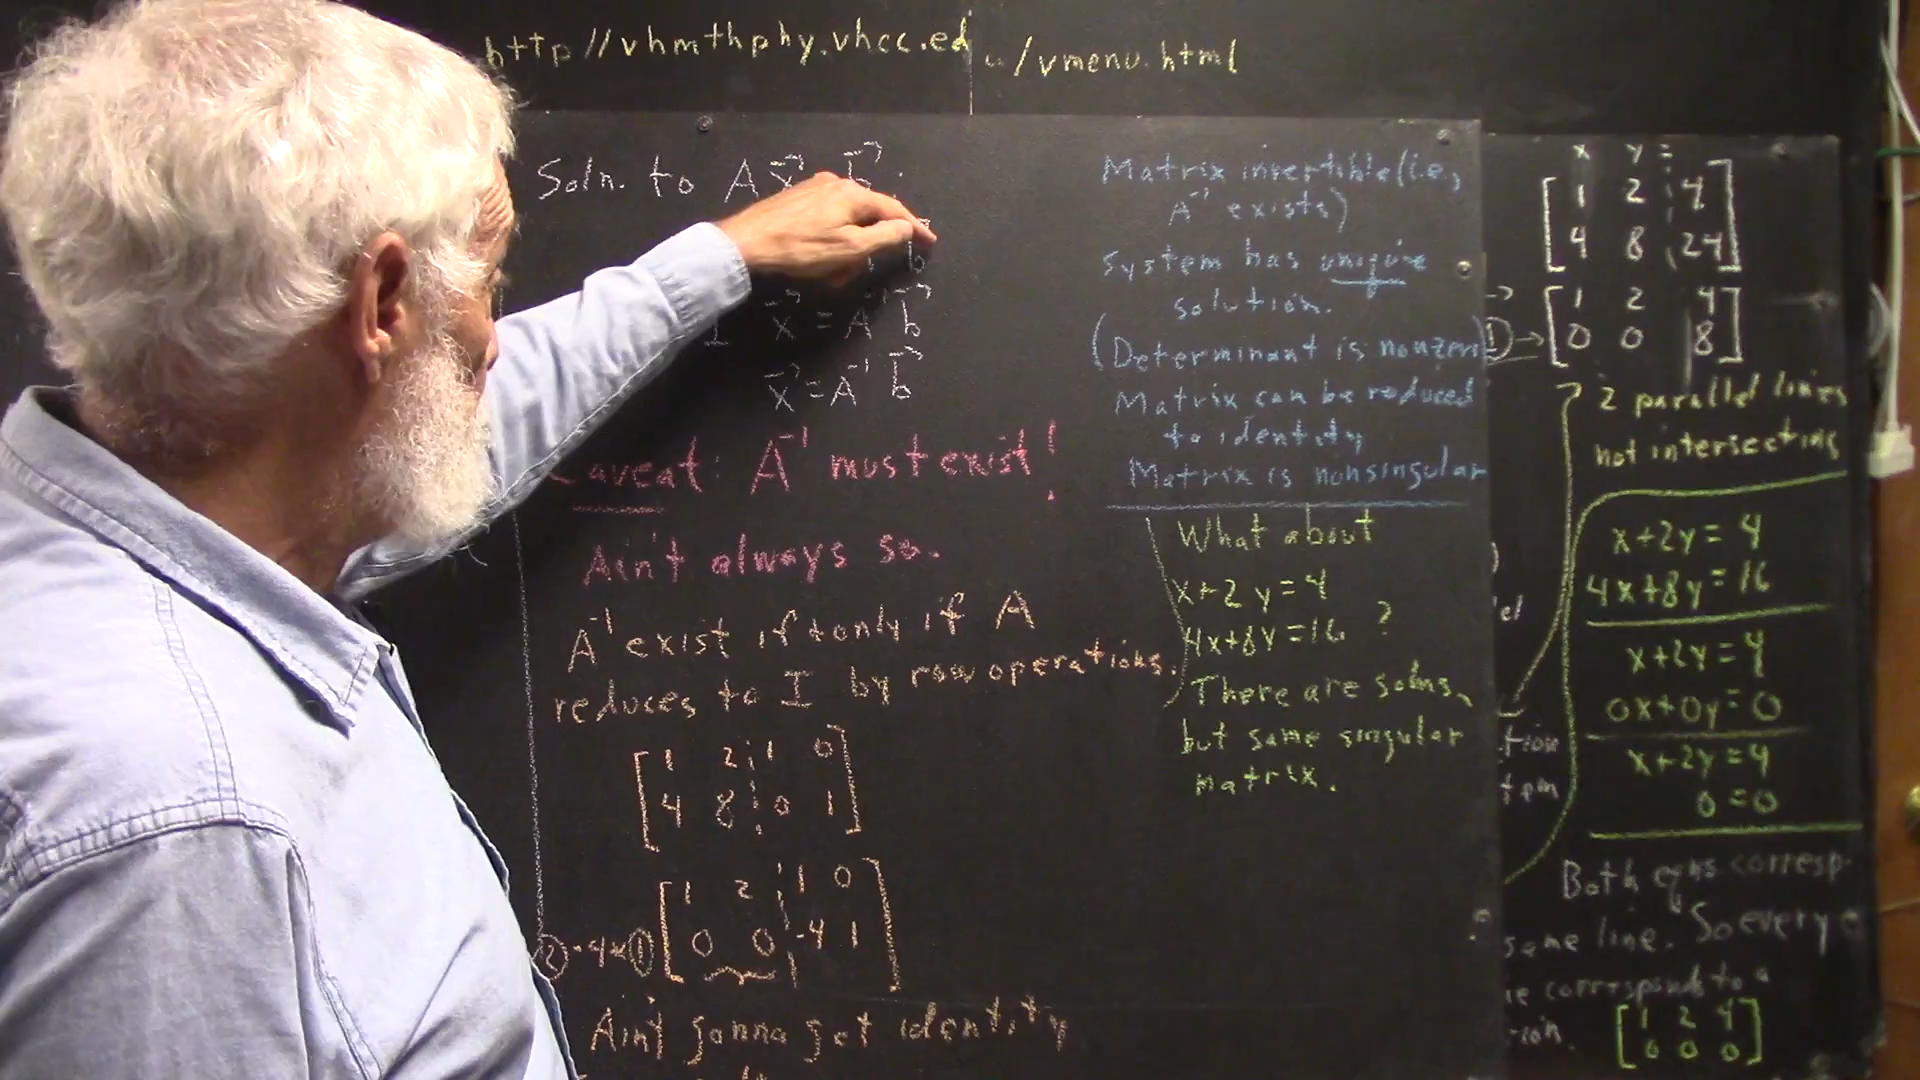 http//vhmthphy.vhcc.edu/vmenu.html
Soln. to Ax⃗ b⃗
b⃗
I x⃗ = A⁻¹ b⃗
x⃗ = A⁻¹ b⃗
Caveat: A⁻¹ must exist!
Ain't always so.
A⁻¹ exist if + only if A
reduces to I by row operations.
[ 1 2 ¦ 1 0 ]
[ 4 8 ¦ 0 1 ]
[ 1 2 ¦ 1 0 ]
② -4×① [ 0 0 ¦ -4 1 ]
Ain't gonna get identity
Matrix invertible (i.e.,
A⁻¹ exists)
System has unique
solution.
(Determinant is nonzero)
Matrix can be reduced
to identity
Matrix is nonsingular
What about
x+2y=4
4x+8y=16 ?
There are solns,
but same singular
matrix.
x y =
[ 1 2 ¦ 4 ]
[ 4 8 ¦ 24 ]
→ [ 1 2 4 ]
→ [ 0 0 | 8 ]
2 parallel lines
not intersecting
x+2y=4
4x+8y=16
x+2y=4
0x+0y=0
x+2y=4
0=0
Both eqns corresp.
same line. So every
corresponds to a
[ 1 2 4 ]
[ 0 0 0 ]